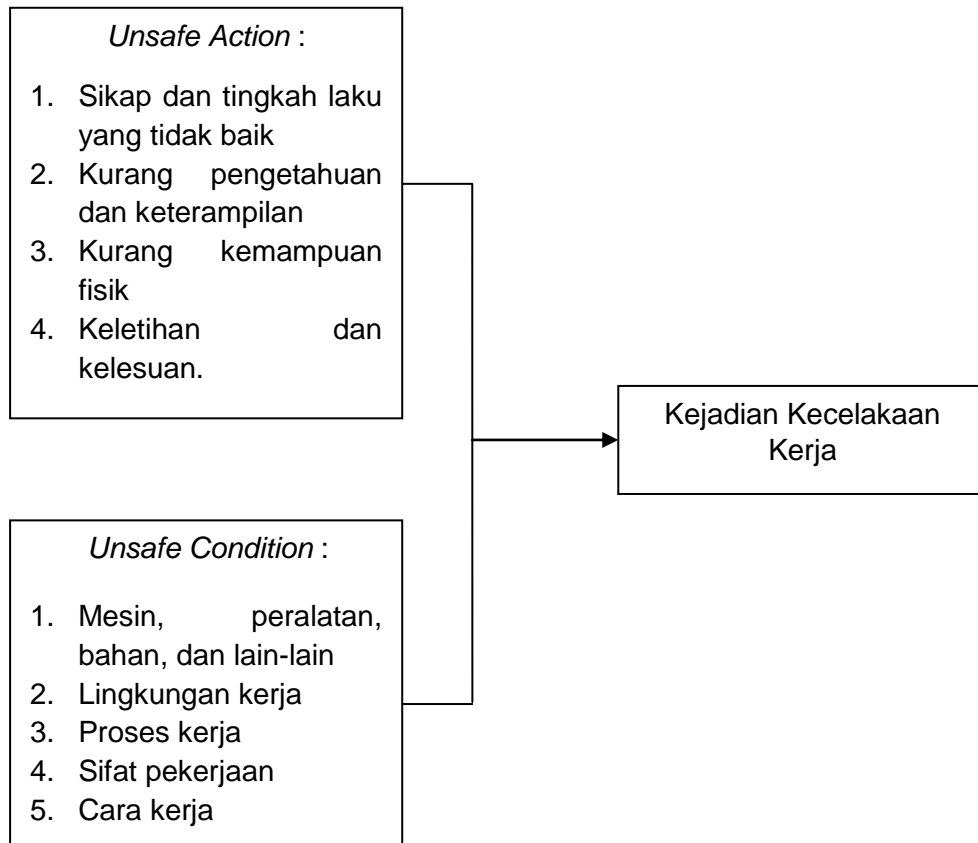 Unsafe Action :
1. Sikap dan tingkah laku
yang tidak baik
2. Kurang pengetahuan
dan keterampilan
3. Kurang kemampuan
fisik
4. Keletihan dan
kelesuan.
Kejadian Kecelakaan
Kerja
Unsafe Condition :
1. Mesin, peralatan,
bahan, dan lain-lain
2. Lingkungan kerja
3. Proses kerja
4. Sifat pekerjaan
5. Cara kerja